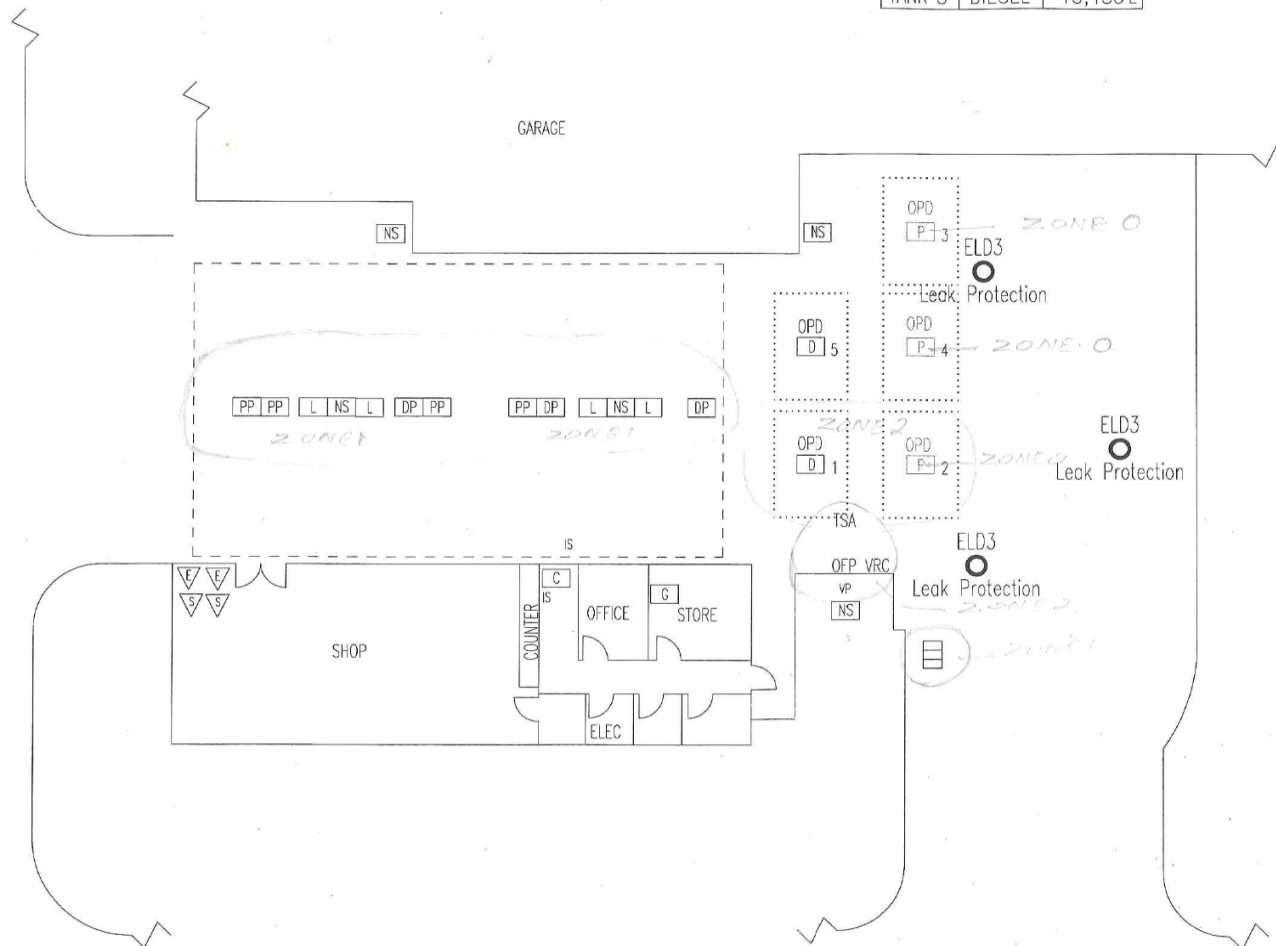 TANK 5 DIESEL
GARAGE
NS
NS
OPD
P 3
ZONE 0
ELD3
Leak Protection
OPD
D 5
OPD
P 4
ZONE 0
PP PP L NS L DP PP
PP DP L NS L DP
ZONE 1
ZONE 1
ZONE 2
OPD
D 1
OPD
P 2
ZONE 0
ELD3
Leak Protection
TSA
IS
OFP VRC
ELD3
Leak Protection
E E
S S
C
IS
G
VP
NS
ZONE 2
OFFICE
STORE
COUNTER
SHOP
ZONE 1
ELEC